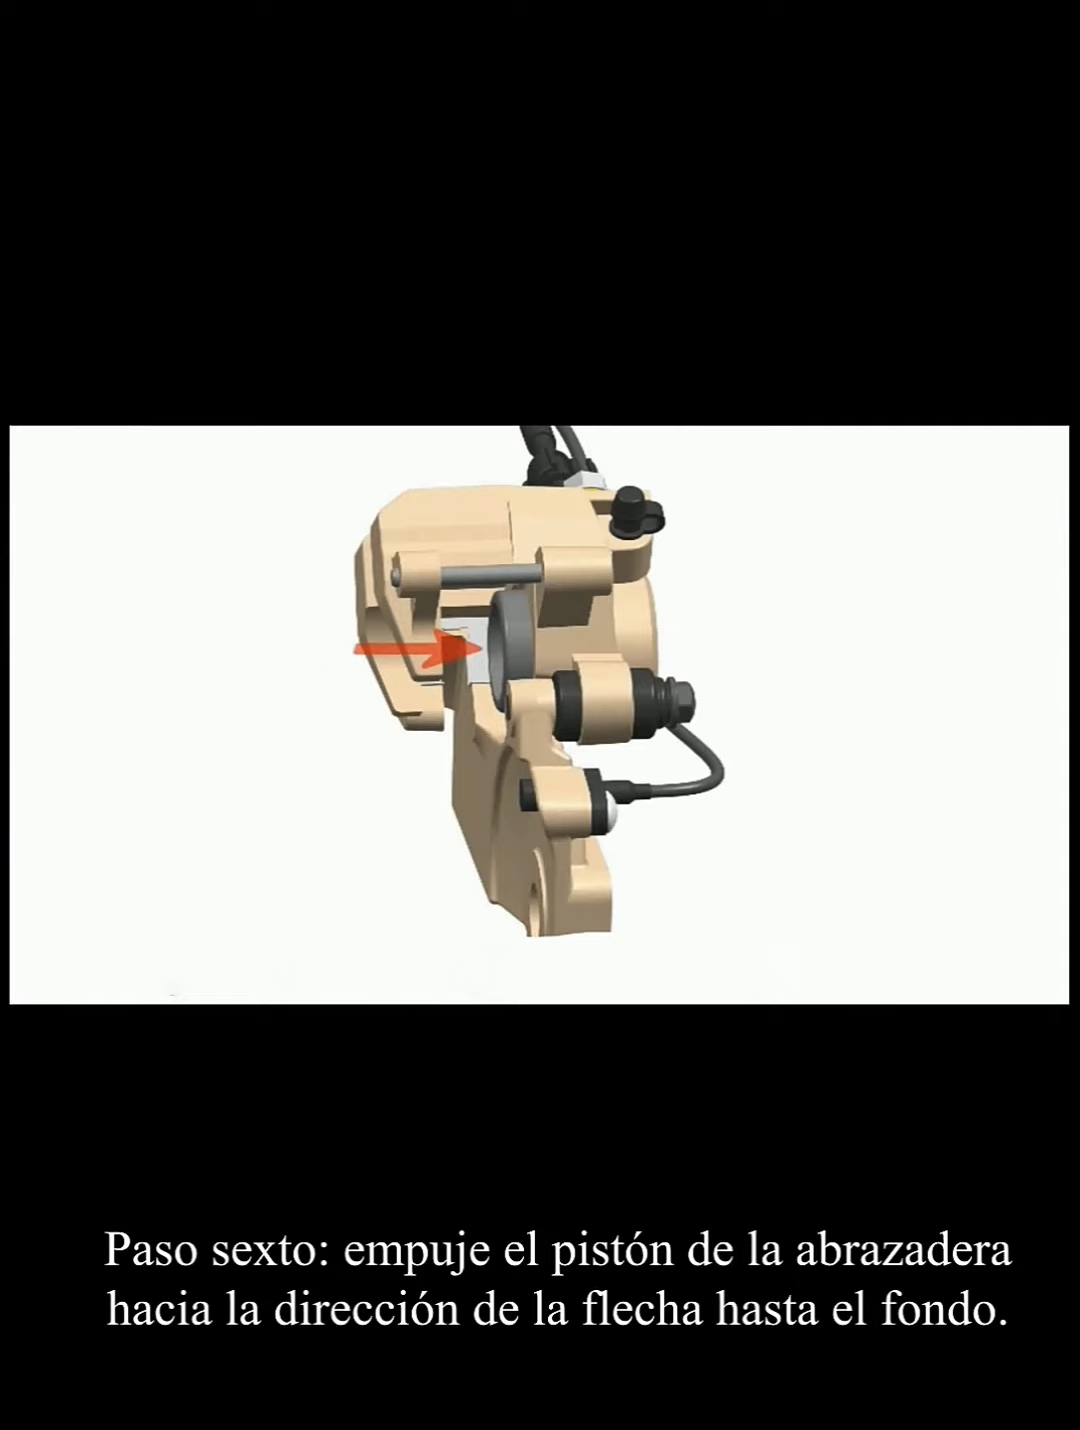 Paso sexto: empuje el pistón de la abrazadera
hacia la dirección de la flecha hasta el fondo.